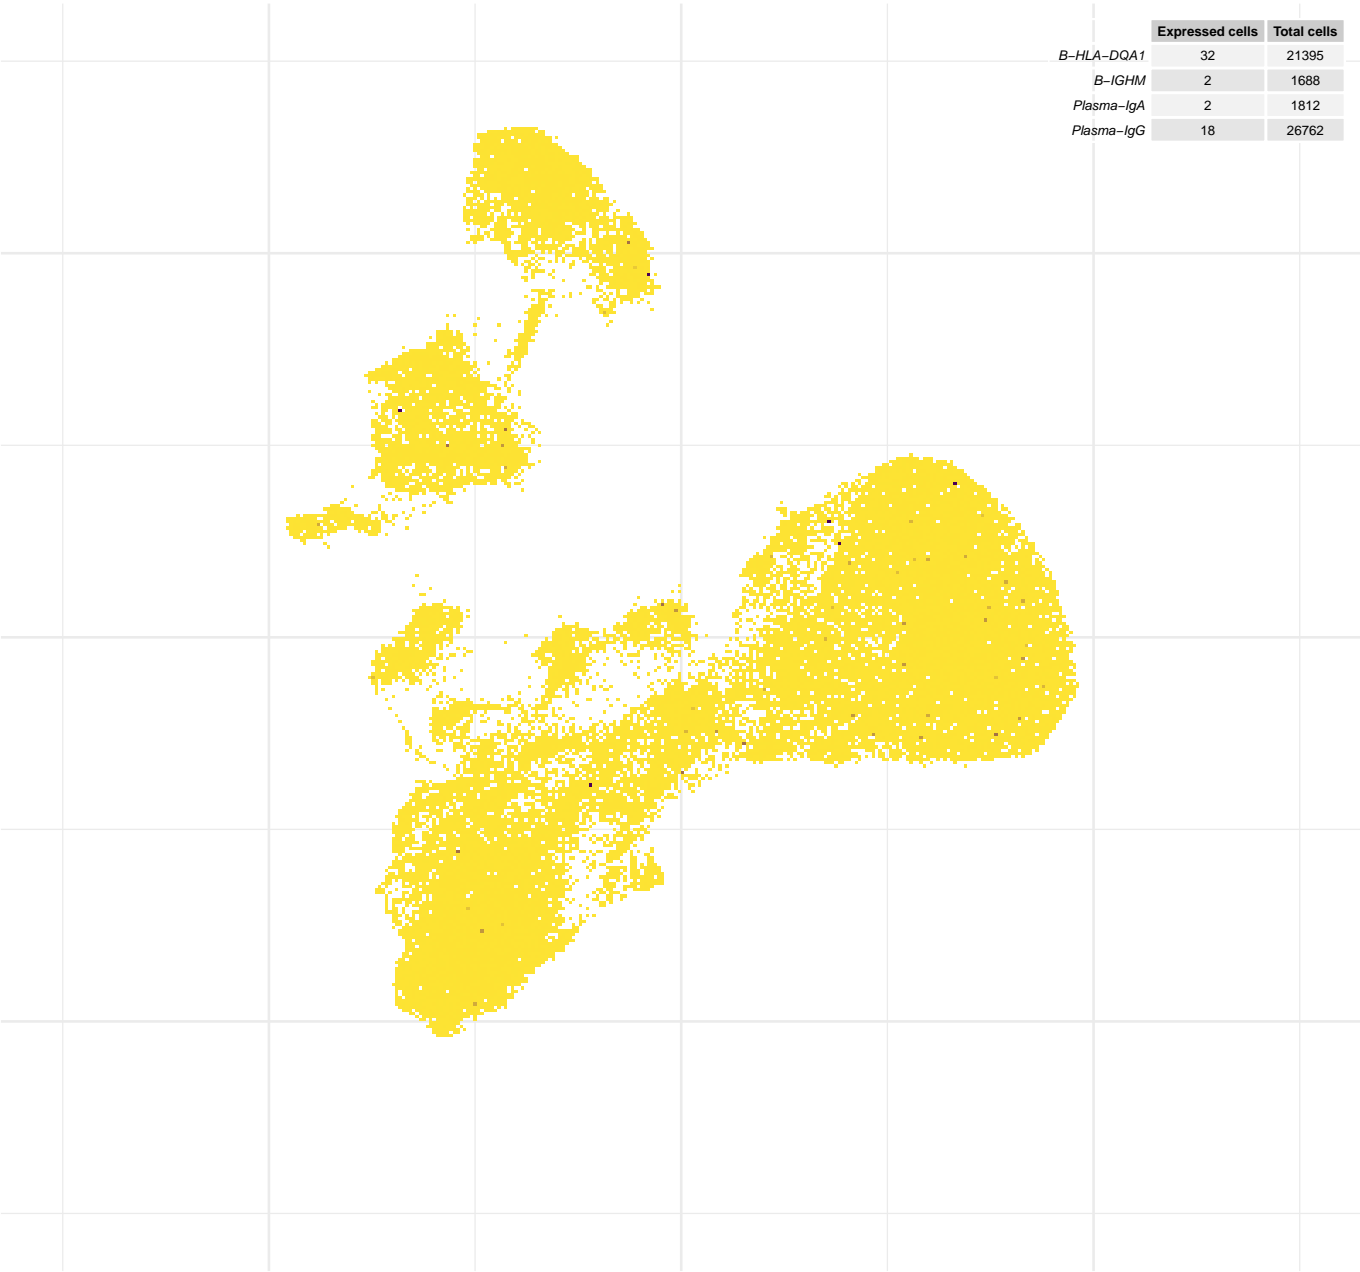 Expressed cells Total cells
B−HLA−DQA1 32 21395
B−IGHM 2 1688
Plasma−IgA 2 1812
Plasma−IgG 18 26762